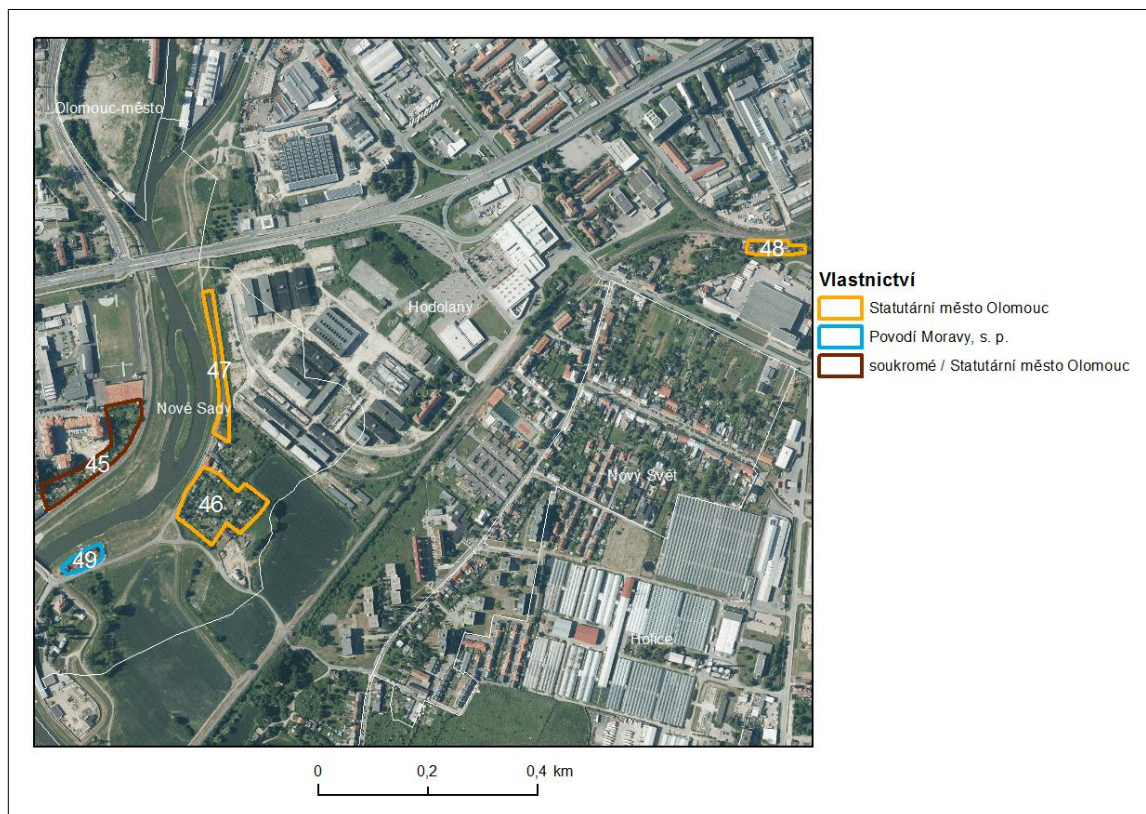 Olomouc-město
48
Hodolany
47
Nové Sady
45
46
Nový Svět
49
Holice
Vlastnictví
Statutární město Olomouc
Povodí Moravy, s. p.
soukromé / Statutární město Olomouc
0 0,2 0,4 km